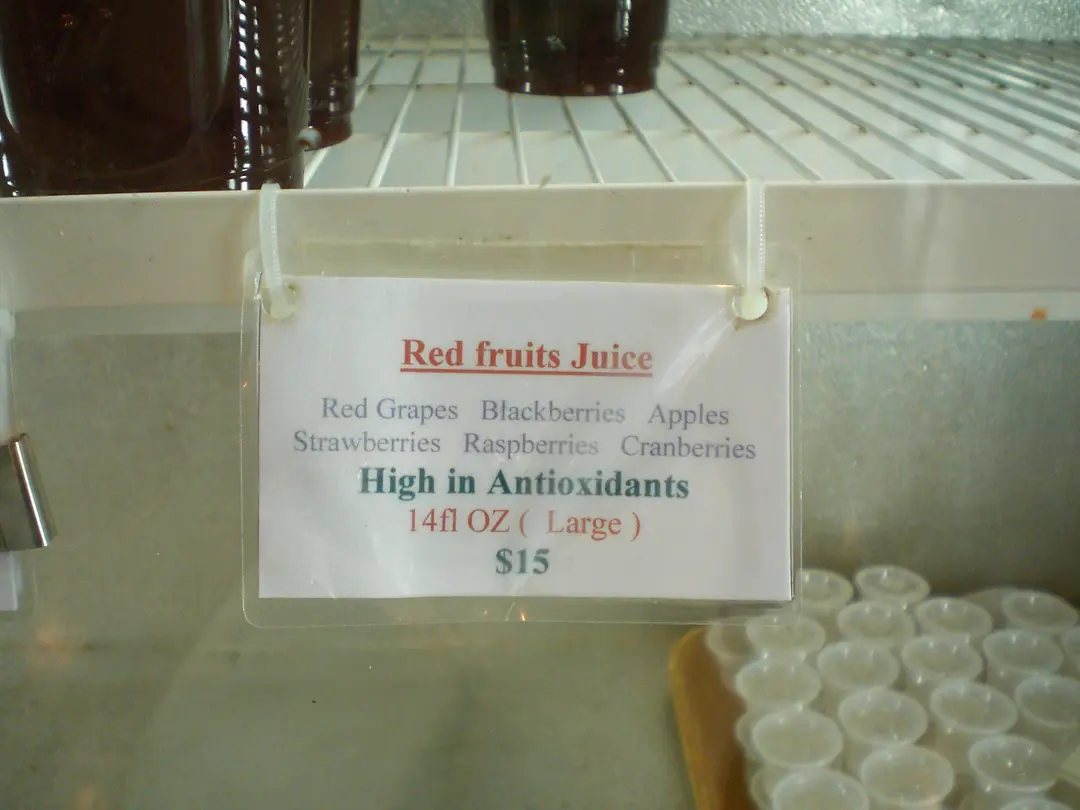 Red fruits Juice
Red Grapes Blackberries Apples
Strawberries Raspberries Cranberries
High in Antioxidants
14fl OZ ( Large )
$15